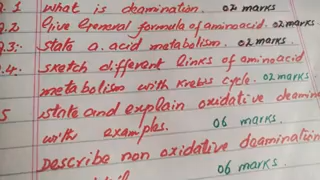 Q.1 what is deamination. 02 marks
Q.2 Give General formula of aminoacid. 02 marks
Q.3:- state a. acid metabolism. 02 marks.
Q.4:- sketch different links of aminoacid
metabolism with Krebs cycle. 02 marks
5 state and explain oxidative deamin
with examples. 06 marks.
Describe non oxidative deamination
06 marks